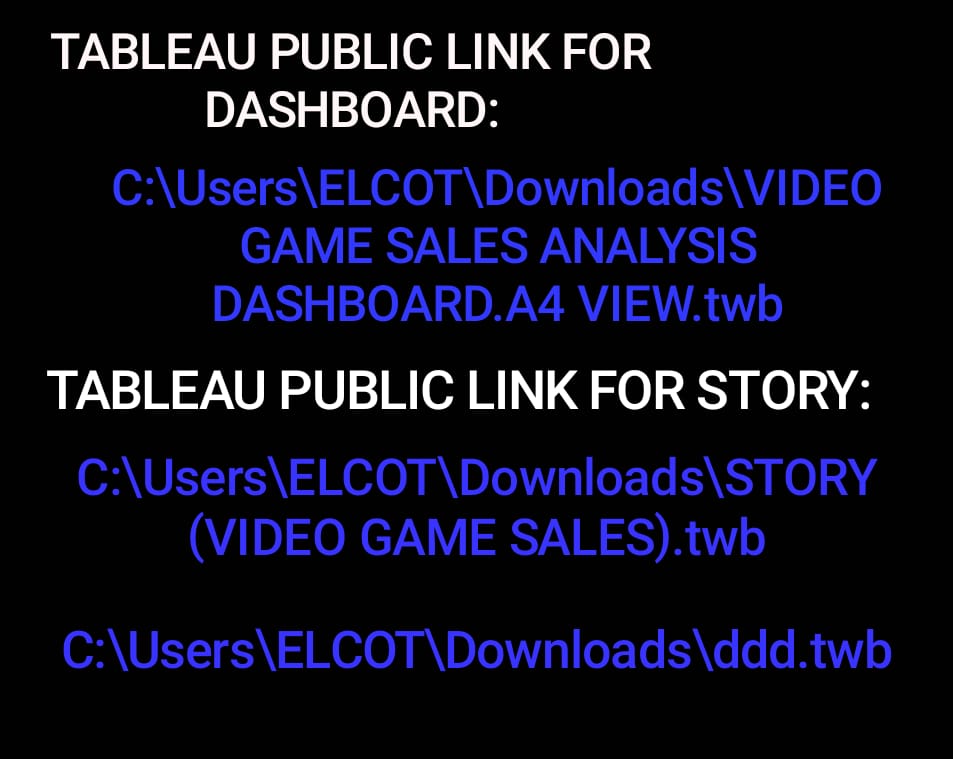 TABLEAU PUBLIC LINK FOR
DASHBOARD:
C:\Users\ELCOT\Downloads\VIDEO
GAME SALES ANALYSIS
DASHBOARD.A4 VIEW.twb
TABLEAU PUBLIC LINK FOR STORY:
C:\Users\ELCOT\Downloads\STORY
(VIDEO GAME SALES).twb
C:\Users\ELCOT\Downloads\ddd.twb